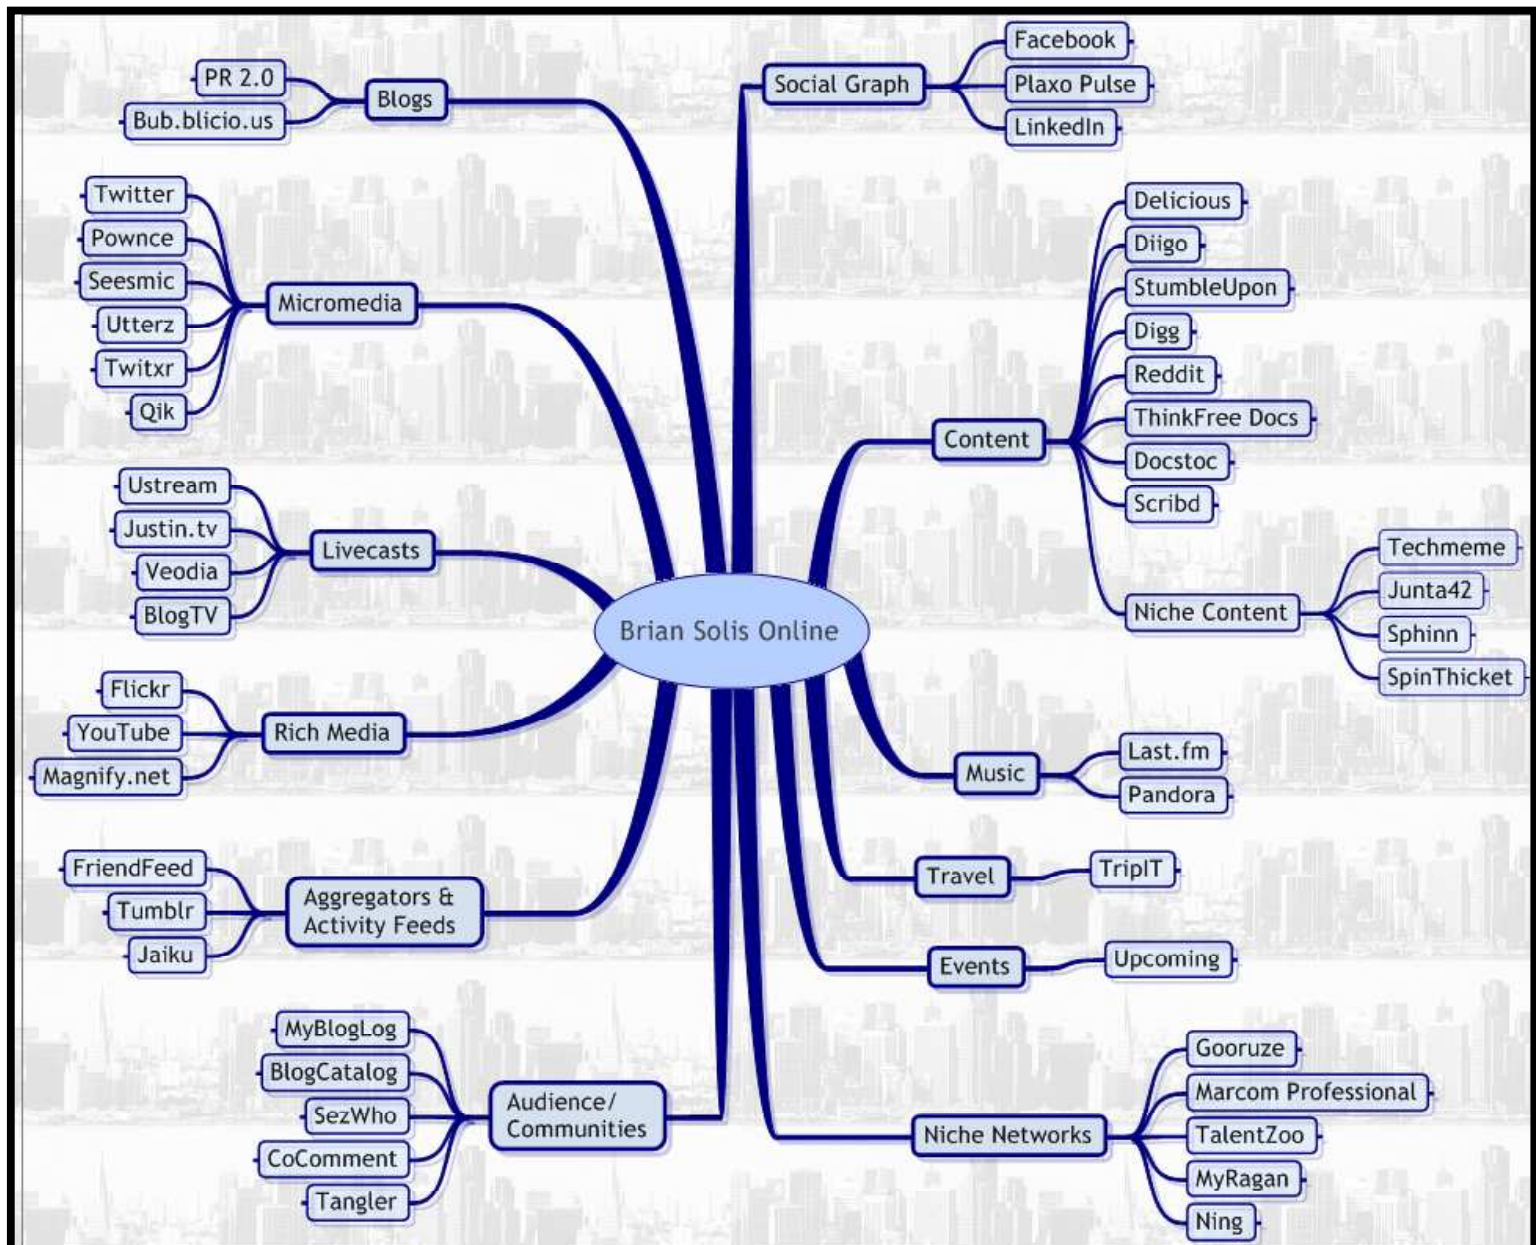 Brian Solis Online
Blogs
PR 2.0
Bub.blicio.us
Micromedia
Twitter
Pownce
Seesmic
Utterz
Twitxr
Qik
Livecasts
Ustream
Justin.tv
Veodia
BlogTV
Rich Media
Flickr
YouTube
Magnify.net
Aggregators &
Activity Feeds
FriendFeed
Tumblr
Jaiku
Audience/
Communities
MyBlogLog
BlogCatalog
SezWho
CoComment
Tangler
Social Graph
Facebook
Plaxo Pulse
LinkedIn
Content
Delicious
Diigo
StumbleUpon
Digg
Reddit
ThinkFree Docs
Docstoc
Scribd
Niche Content
Techmeme
Junta42
Sphinn
SpinThicket
Music
Last.fm
Pandora
Travel
TripIT
Events
Upcoming
Niche Networks
Gooruze
Marcom Professional
TalentZoo
MyRagan
Ning